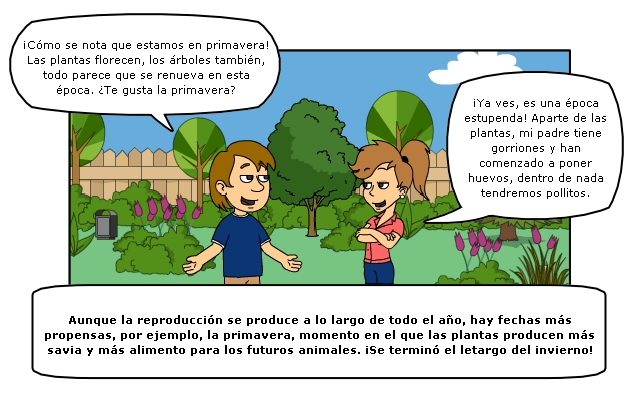 ¡Cómo se nota que estamos en primavera!
Las plantas florecen, los árboles también,
todo parece que se renueva en esta
época. ¿Te gusta la primavera?
¡Ya ves, es una época
estupenda! Aparte de las
plantas, mi padre tiene
gorriones y han
comenzado a poner
huevos, dentro de nada
tendremos pollitos.
Aunque la reproducción se produce a lo largo de todo el año, hay fechas más
propensas, por ejemplo, la primavera, momento en el que las plantas producen más
savia y más alimento para los futuros animales. ¡Se terminó el letargo del invierno!